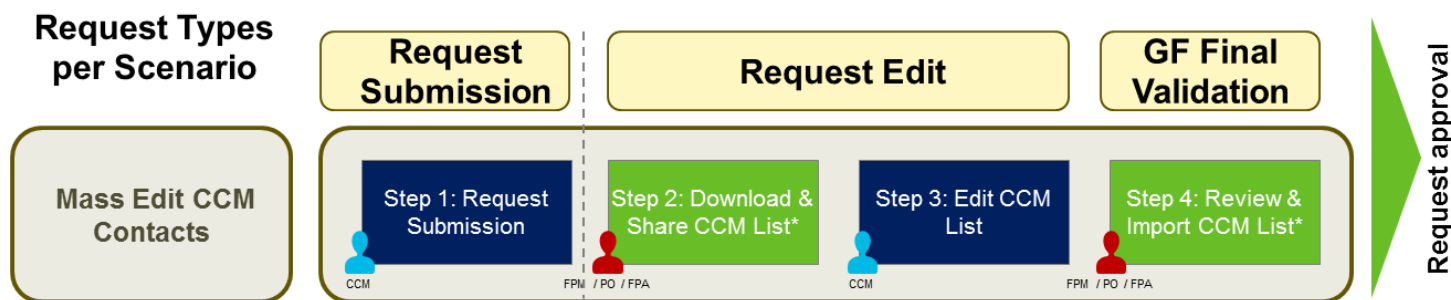 Request Types
per Scenario
Request
Submission
Request Edit
GF Final
Validation
Request approval
Mass Edit CCM
Contacts
Step 1: Request
Submission
Step 2: Download &
Share CCM List*
Step 3: Edit CCM
List
Step 4: Review &
Import CCM List*
CCM
FPM / PO / FPA
CCM
FPM / PO / FPA